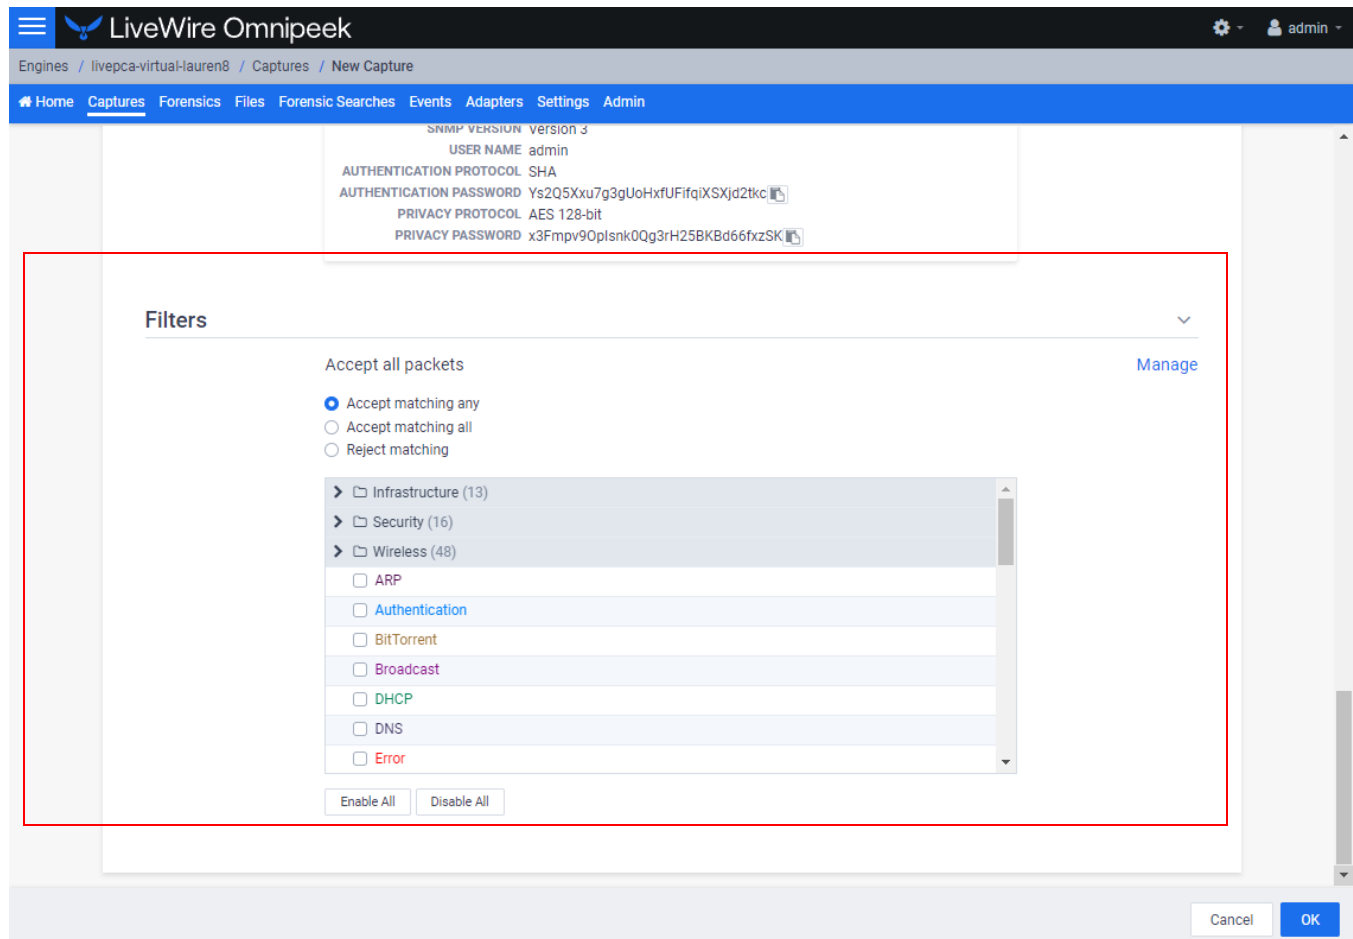 LiveWire Omnipeek
admin
Engines / livepca-virtual-lauren8 / Captures / New Capture
Home Captures Forensics Files Forensic Searches Events Adapters Settings Admin
SNMP VERSION Version 3
USER NAME admin
AUTHENTICATION PROTOCOL SHA
AUTHENTICATION PASSWORD Ys2Q5Xxu7g3gUoHxfUFifqiXSXjd2tkc
PRIVACY PROTOCOL AES 128-bit
PRIVACY PASSWORD x3Fmpv9OpIsnk0Qg3rH25BKBd66fxzSK
Filters
Accept all packets Manage
Accept matching any
Accept matching all
Reject matching
Infrastructure (13)
Security (16)
Wireless (48)
ARP
Authentication
BitTorrent
Broadcast
DHCP
DNS
Error
Enable All Disable All
Cancel OK